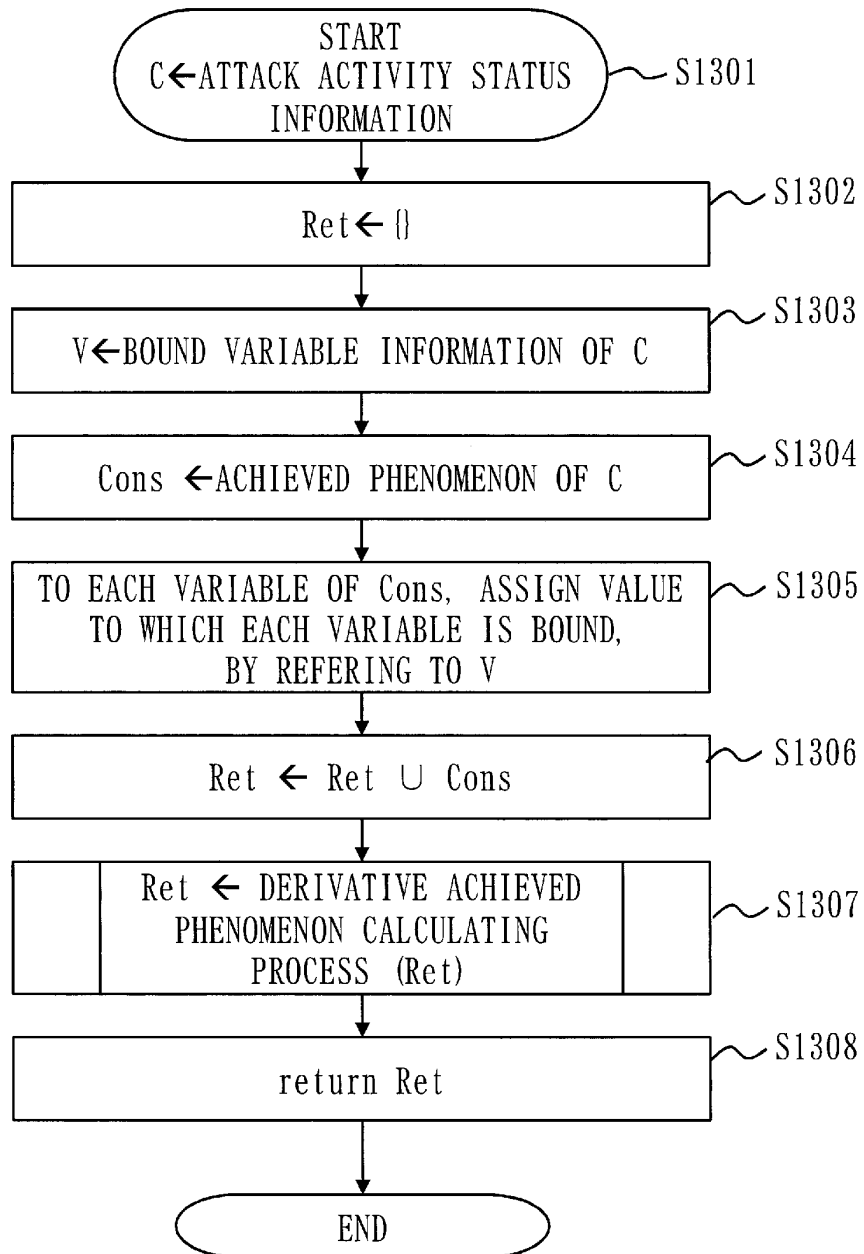 START
C←ATTACK ACTIVITY STATUS
INFORMATION
S1301
Ret← {}
S1302
V←BOUND VARIABLE INFORMATION OF C
S1303
Cons ←ACHIEVED PHENOMENON OF C
S1304
TO EACH VARIABLE OF Cons, ASSIGN VALUE
TO WHICH EACH VARIABLE IS BOUND,
BY REFERING TO V
S1305
Ret ← Ret ∪ Cons
S1306
Ret ← DERIVATIVE ACHIEVED
PHENOMENON CALCULATING
PROCESS (Ret)
S1307
return Ret
S1308
END